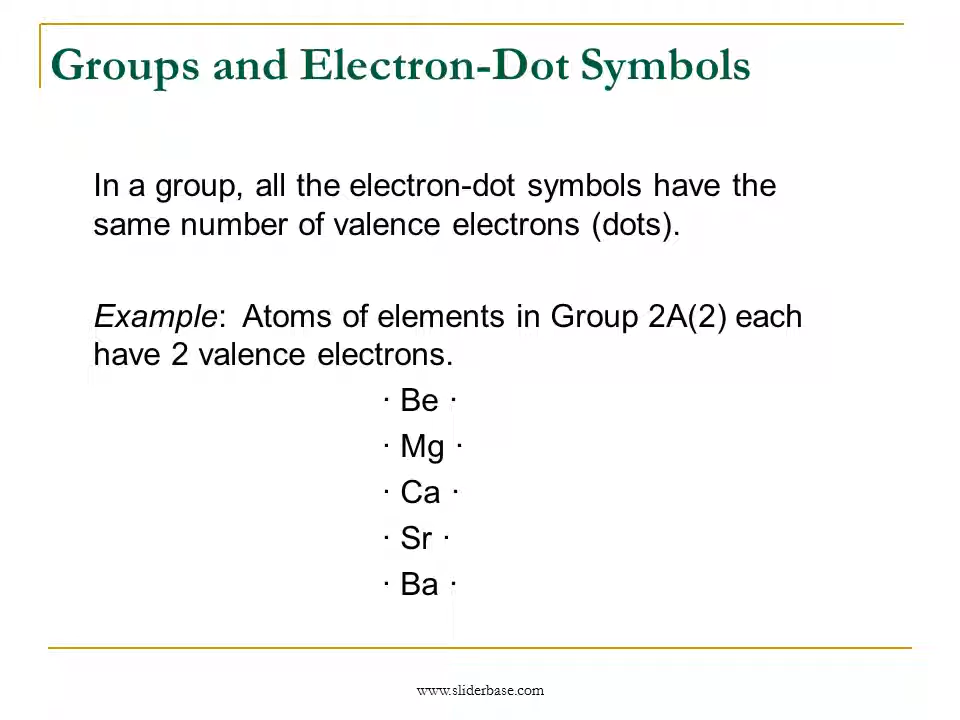 Groups and Electron-Dot Symbols
In a group, all the electron-dot symbols have the
same number of valence electrons (dots).
Example:  Atoms of elements in Group 2A(2) each
have 2 valence electrons.
· Be ·
· Mg ·
· Ca ·
· Sr ·
· Ba ·
www.sliderbase.com